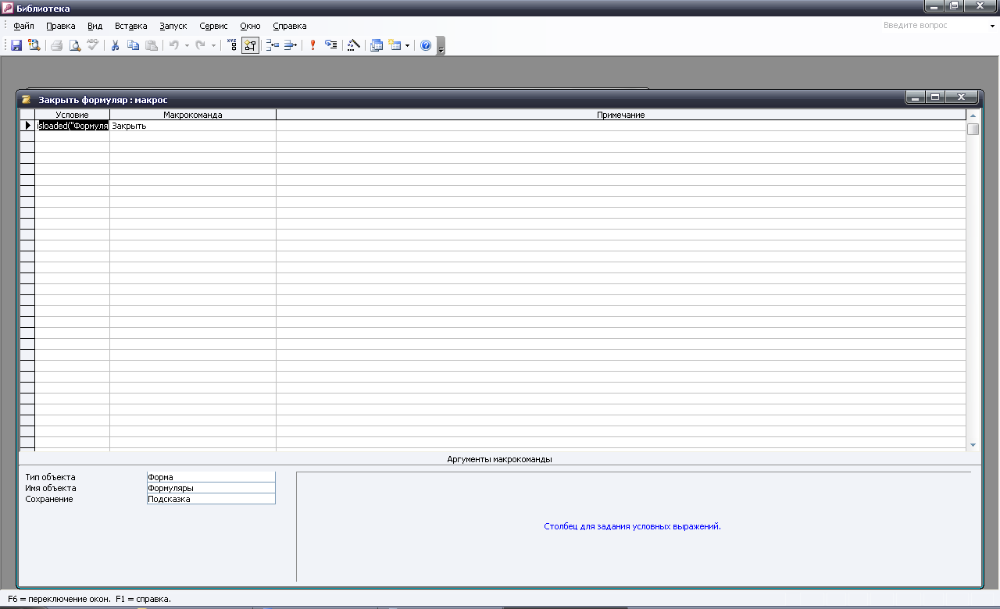 Библиотека
Файл Правка Вид Вставка Запуск Сервис Окно Справка Введите вопрос
Закрыть формуляр : макрос
Условие Макрокоманда Примечание
sloaded("Формуля Закрыть
Аргументы макрокоманды
Тип объекта Форма
Имя объекта Формуляры
Сохранение Подсказка
Столбец для задания условных выражений.
F6 = переключение окон. F1 = справка.